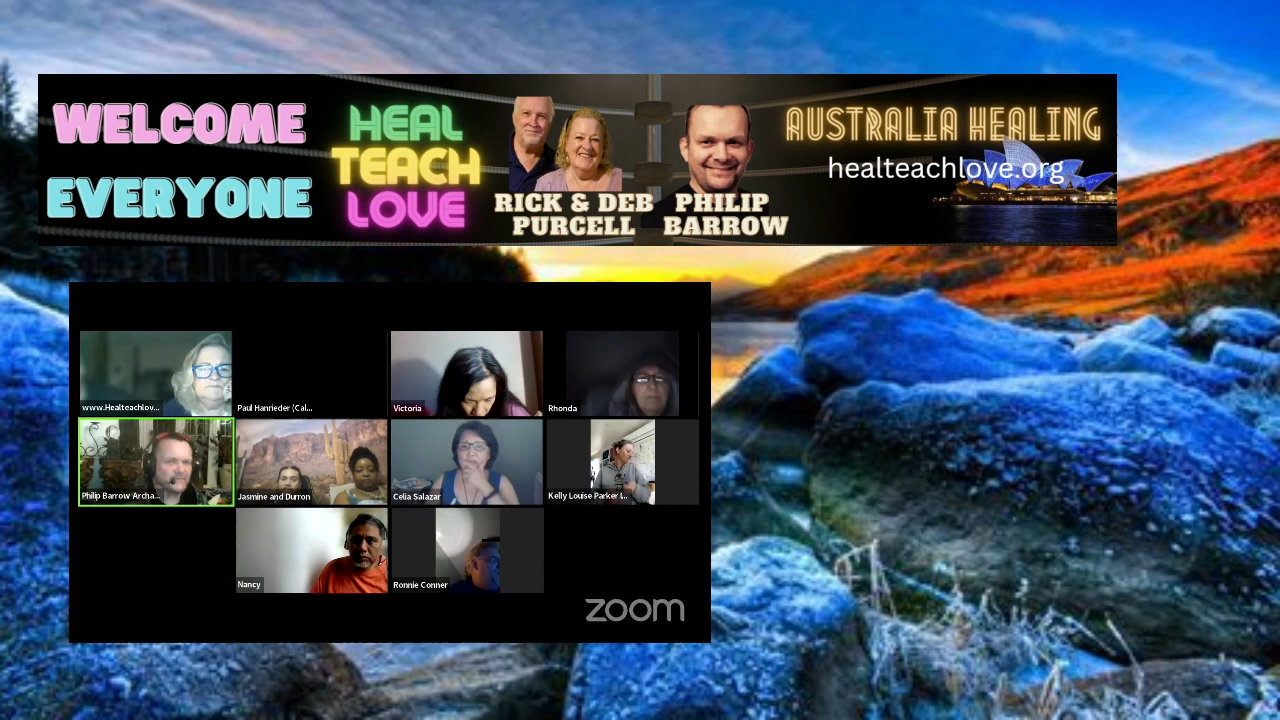 WELCOME
EVERYONE
HEAL
TEACH
LOVE
RICK & DEB
PURCELL
PHILIP
BARROW
AUSTRALIA HEALING
healteachlove.org
www.Healteachlov...
Paul Hanrieder (Cal...
Victoria
Rhonda
Philip Barrow Archa...
Jasmine and Durron
Celia Salazar
Kelly Louise Parker I...
Nancy
Ronnie Conner
zoom